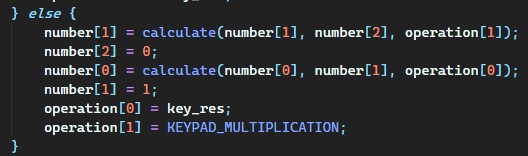 } else {
number[1] = calculate(number[1], number[2], operation[1]);
number[2] = 0;
number[0] = calculate(number[0], number[1], operation[0]);
number[1] = 1;
operation[0] = key_res;
operation[1] = KEYPAD_MULTIPLICATION;
}